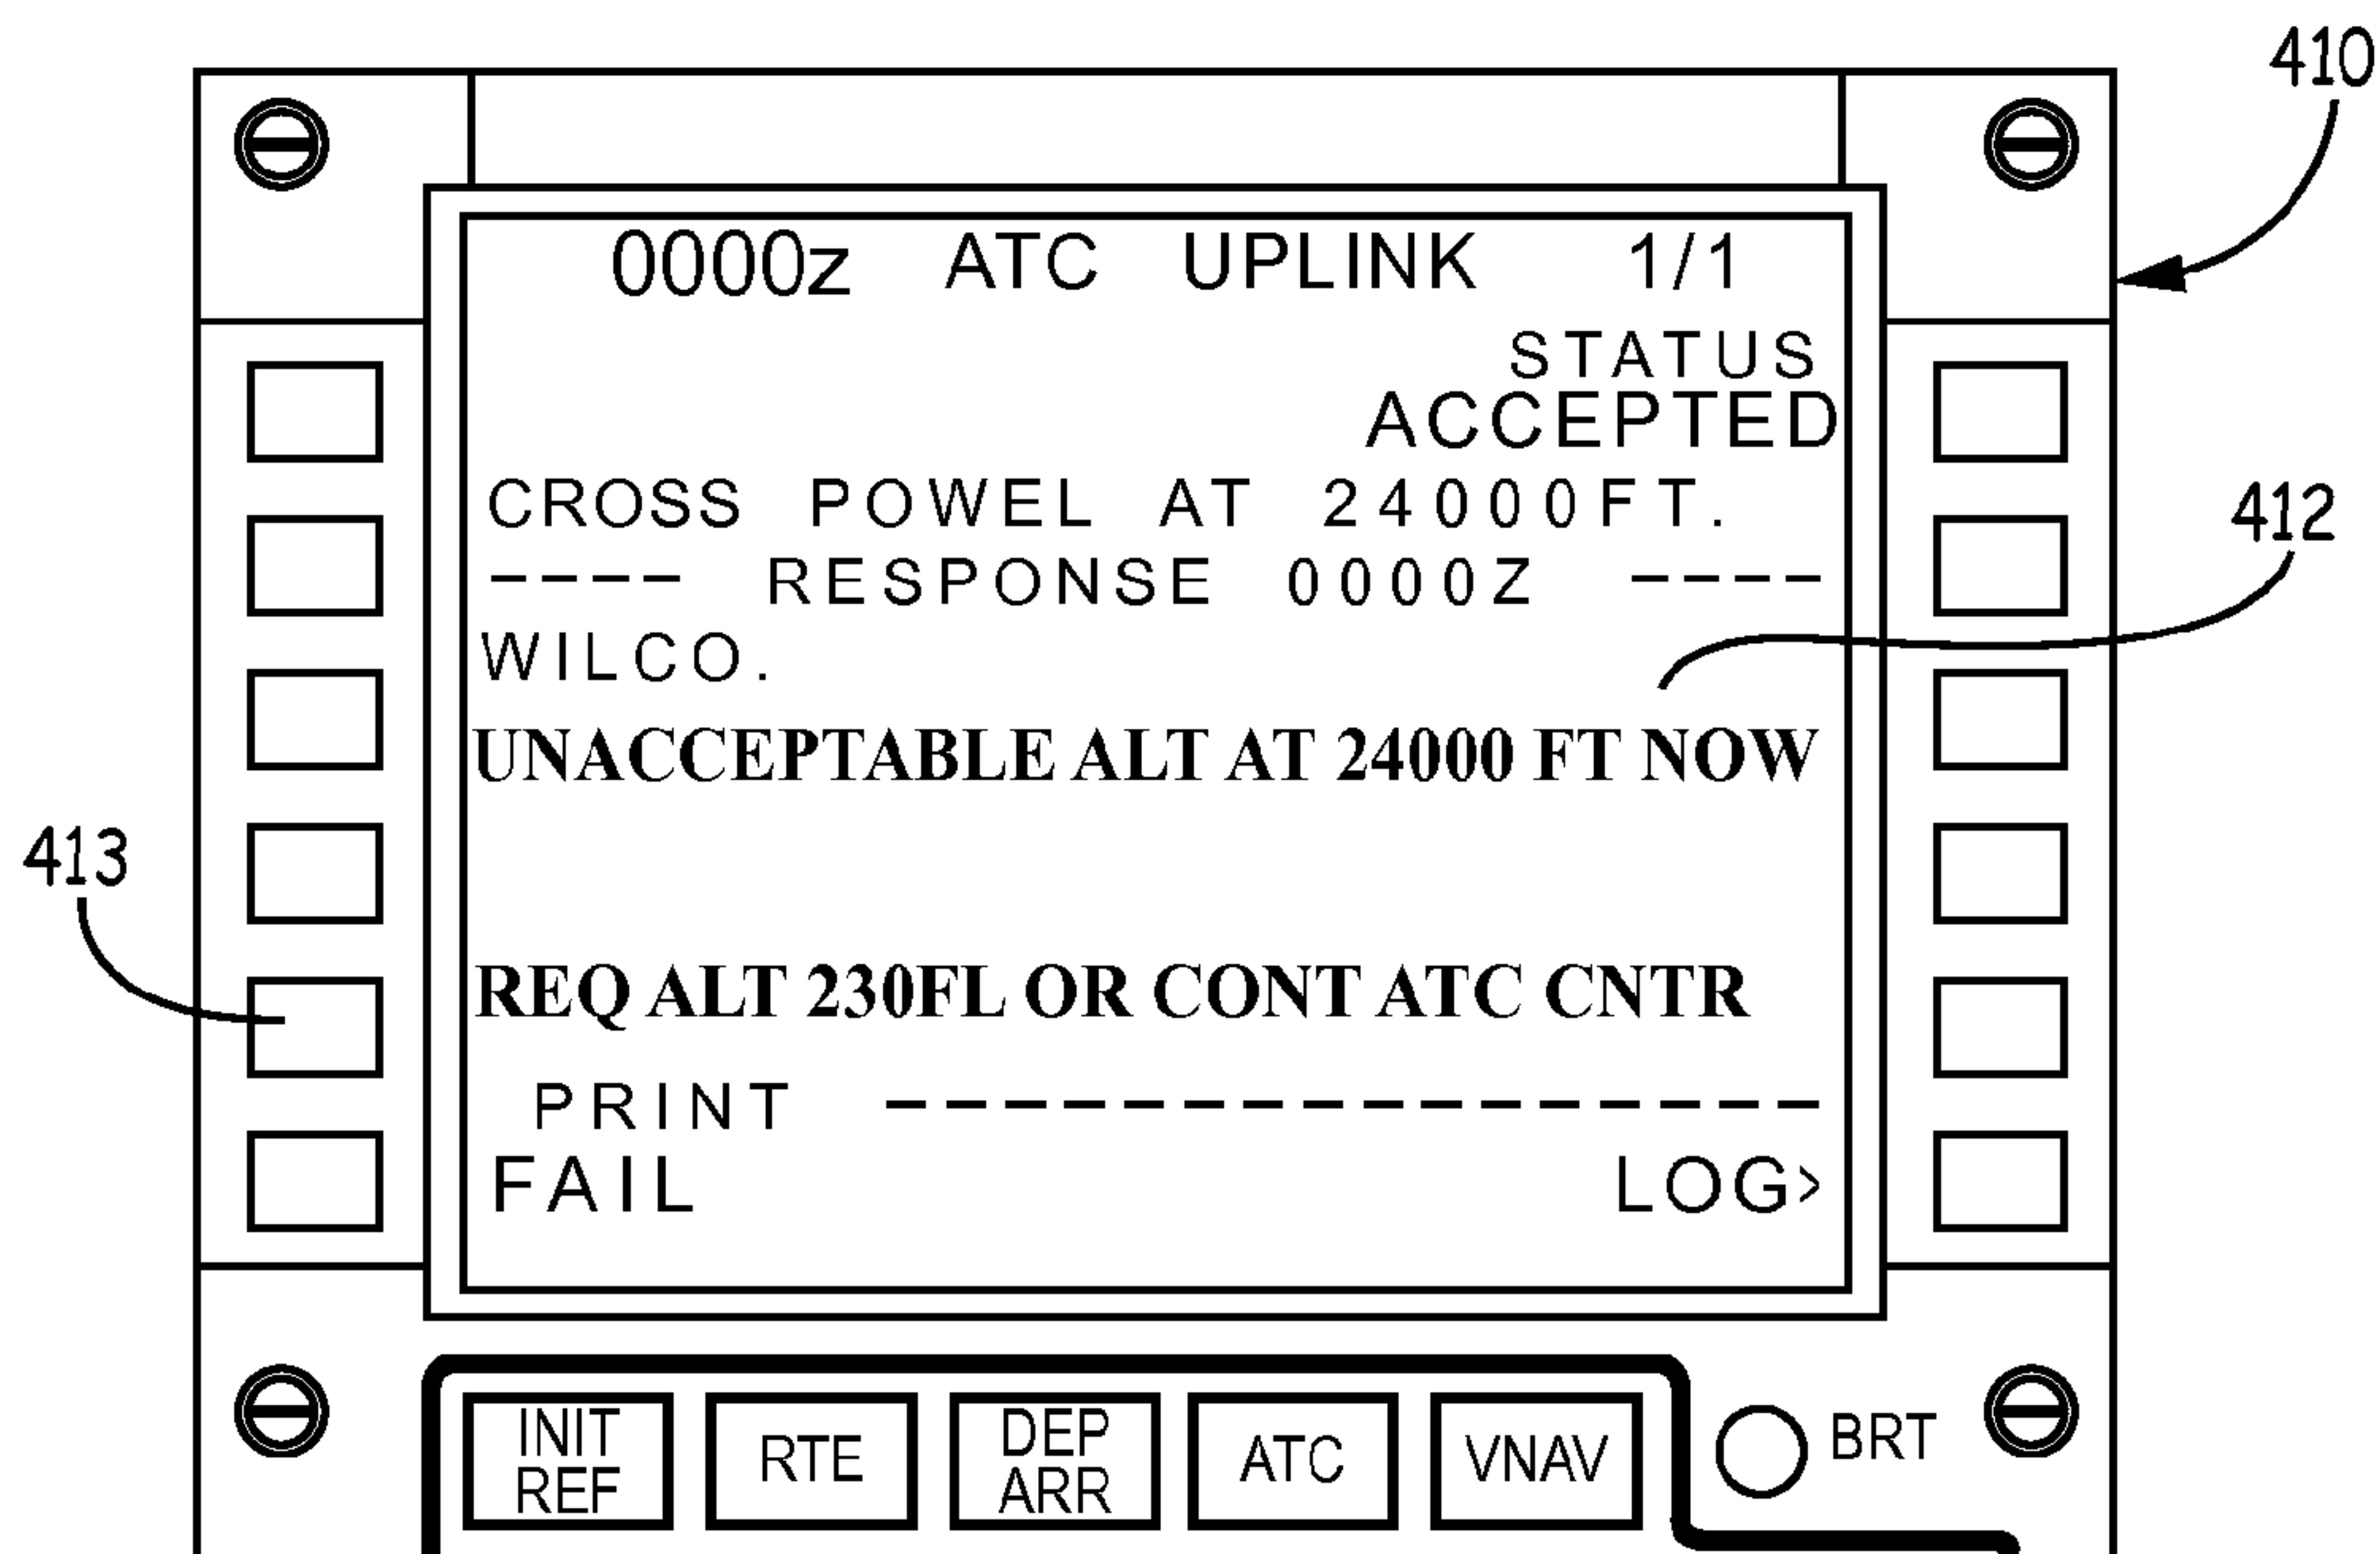 410
0000z ATC UPLINK 1/1
STATUS
ACCEPTED
CROSS POWEL AT 24000FT.
412
---- RESPONSE 0000Z ----
WILCO.
UNACCEPTABLE ALT AT 24000 FT NOW
413
REQ ALT 230FL OR CONT ATC CNTR
PRINT ----------------
FAIL LOG>
INIT REF
RTE
DEP ARR
ATC
VNAV
BRT